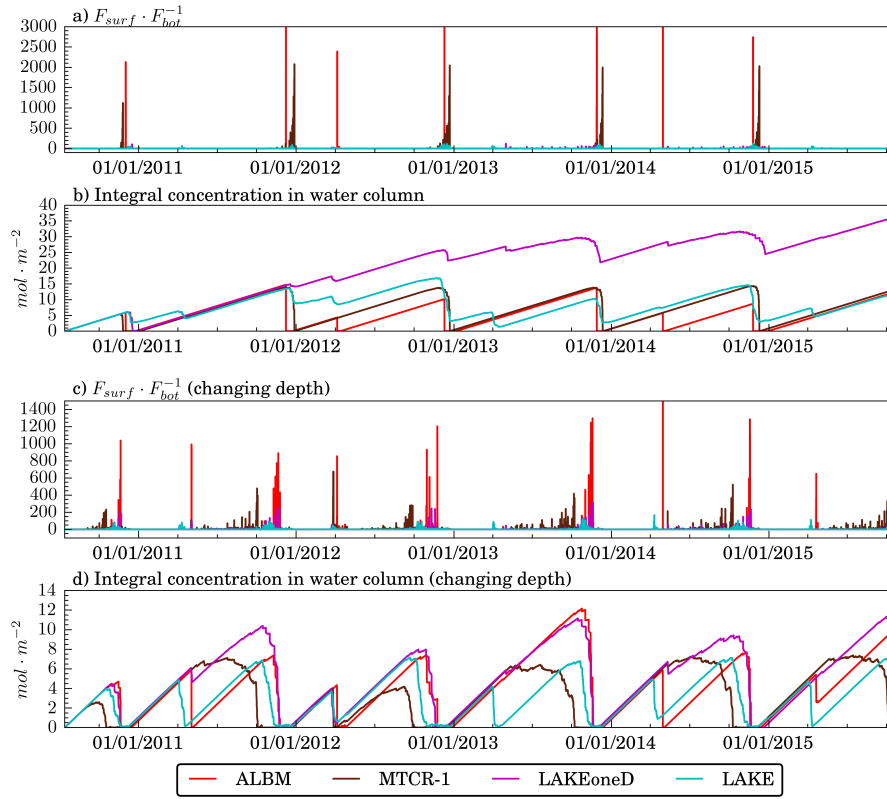 a) F_surf · F_bot^-1
3000
2500
2000
1500
1000
500
0
01/01/2011 01/01/2012 01/01/2013 01/01/2014 01/01/2015
b) Integral concentration in water column
40
35
30
25
20
15
10
5
0
mol · m^-2
01/01/2011 01/01/2012 01/01/2013 01/01/2014 01/01/2015
c) F_surf · F_bot^-1 (changing depth)
1400
1200
1000
800
600
400
200
0
01/01/2011 01/01/2012 01/01/2013 01/01/2014 01/01/2015
d) Integral concentration in water column (changing depth)
14
12
10
8
6
4
2
0
mol · m^-2
01/01/2011 01/01/2012 01/01/2013 01/01/2014 01/01/2015
ALBM MTCR-1 LAKEoneD LAKE